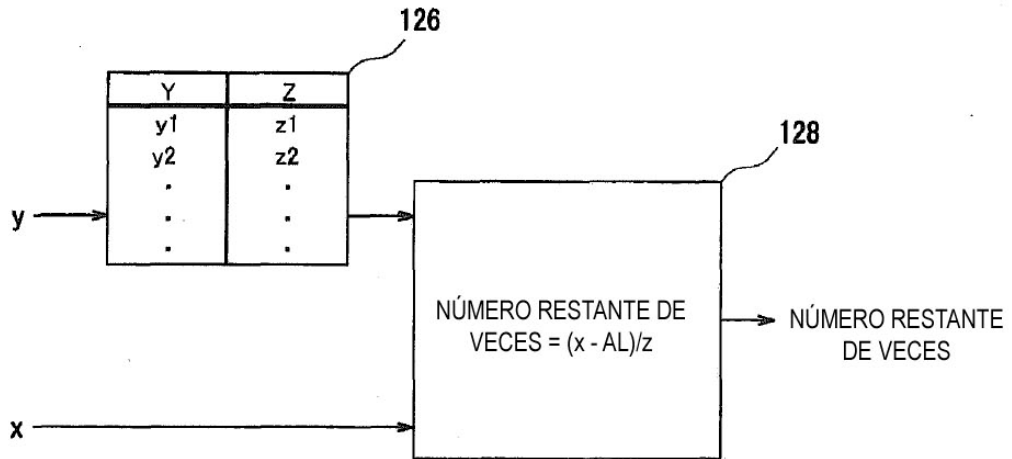 126
Y Z
y1 z1
y2 z2
. .
. .
. .
128
y
NÚMERO RESTANTE DE
VECES = (x - AL)/z
NÚMERO RESTANTE
DE VECES
x